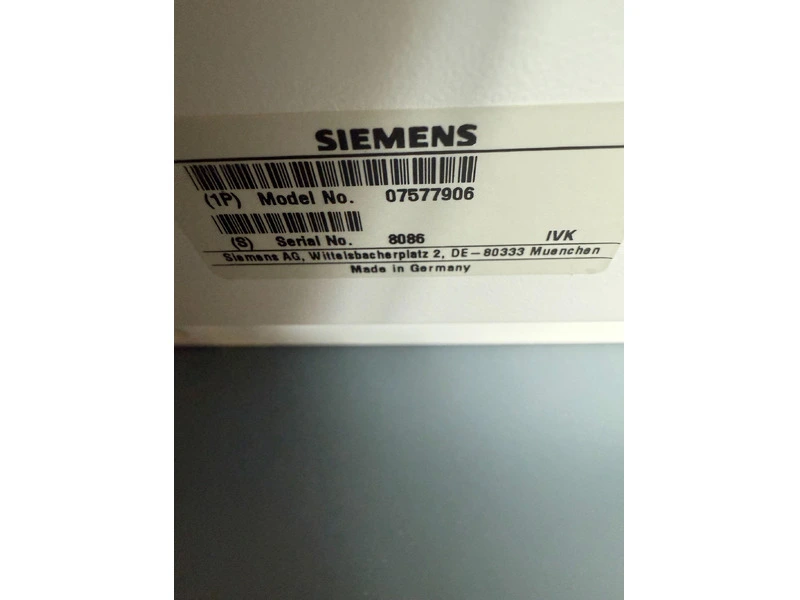 SIEMENS
(1P) Model No. 07577906
(S) Serial No. 8086 IVK
Siemens AG, Wittelsbacherplatz 2, DE-80333 Muenchen
Made in Germany